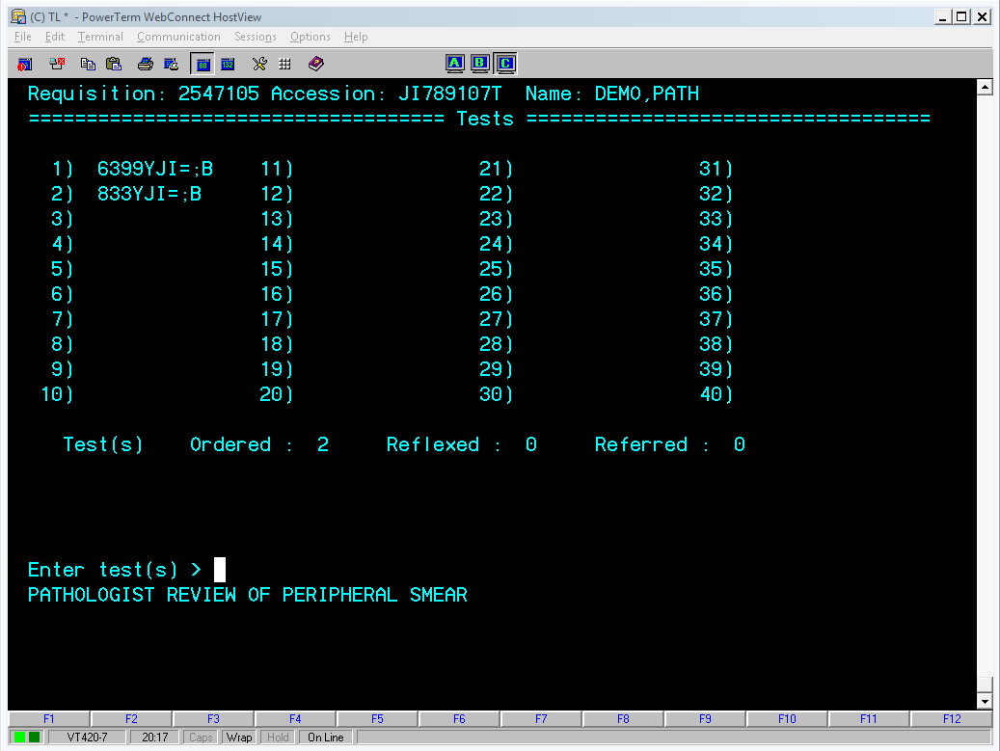 (C) TL * - PowerTerm WebConnect HostView
File Edit Terminal Communication Sessions Options Help
80 132 A B C
Requisition: 2547105 Accession: JI789107T Name: DEMO,PATH
==================================== Tests ===================================
1) 6399YJI=;B 11) 21) 31)
2) 833YJI=;B 12) 22) 32)
3) 13) 23) 33)
4) 14) 24) 34)
5) 15) 25) 35)
6) 16) 26) 36)
7) 17) 27) 37)
8) 18) 28) 38)
9) 19) 29) 39)
10) 20) 30) 40)
Test(s) Ordered : 2 Reflexed : 0 Referred : 0
Enter test(s) >
PATHOLOGIST REVIEW OF PERIPHERAL SMEAR
F1 F2 F3 F4 F5 F6 F7 F8 F9 F10 F11 F12
VT420-7 20:17 Caps Wrap Hold On Line